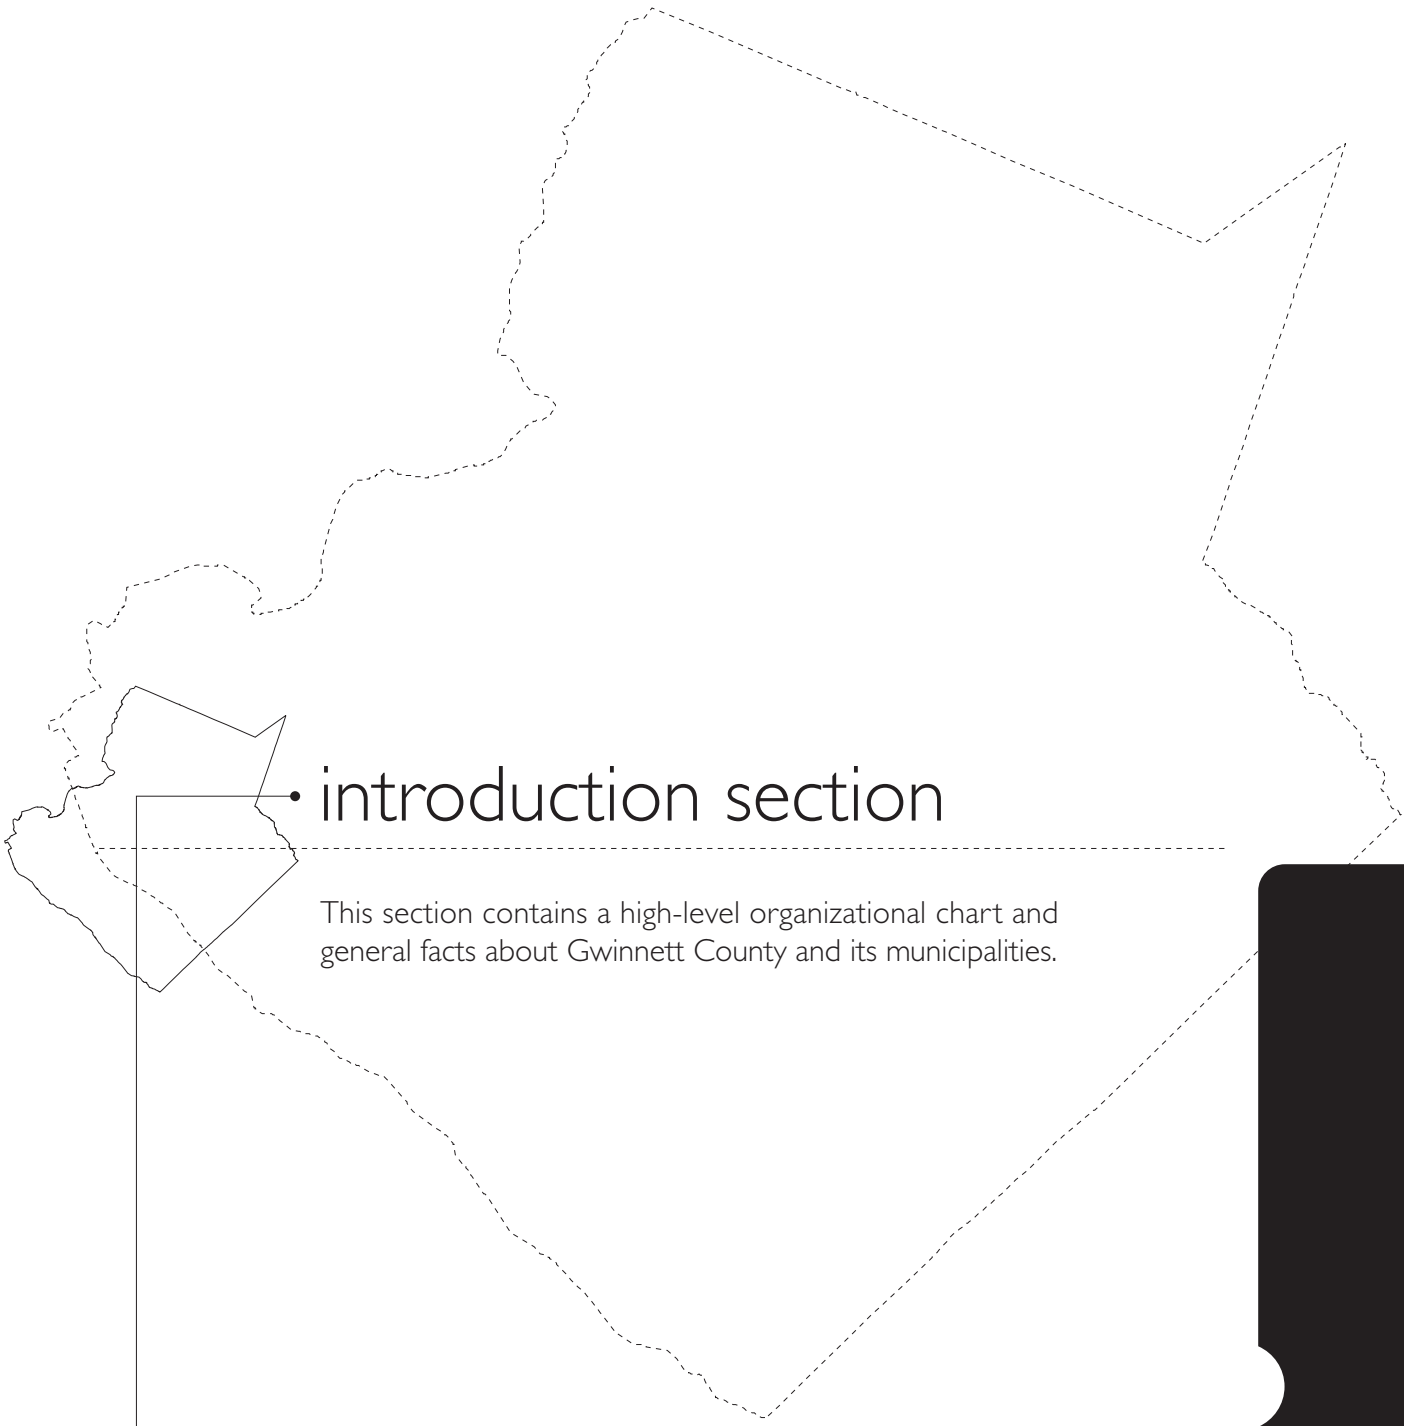 introduction section
This section contains a high-level organizational chart and
general facts about Gwinnett County and its municipalities.